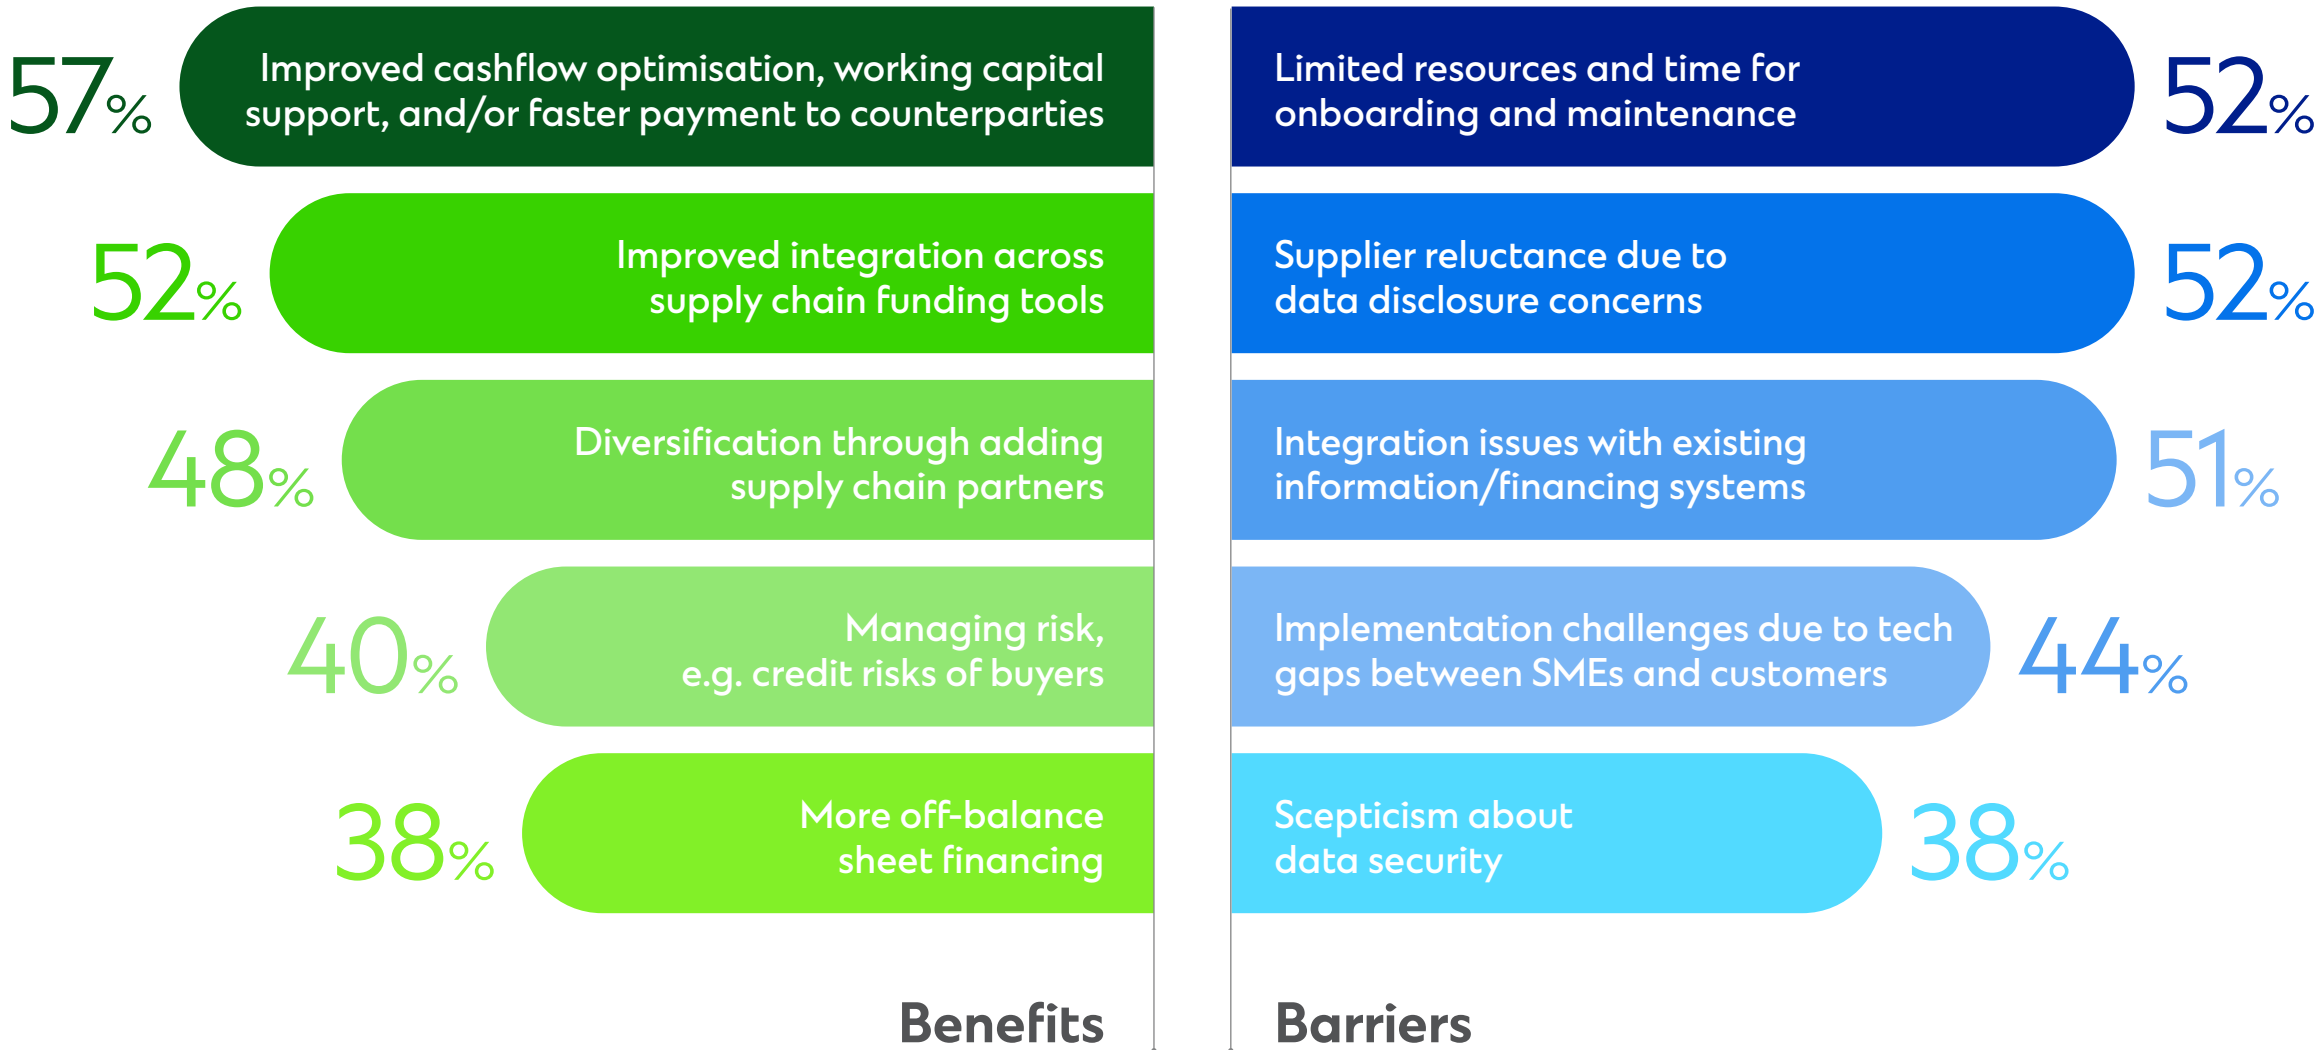 57%
Improved cashflow optimisation, working capital
support, and/or faster payment to counterparties
52%
Improved integration across
supply chain funding tools
48%
Diversification through adding
supply chain partners
40%
Managing risk,
e.g. credit risks of buyers
38%
More off-balance
sheet financing
Benefits
Limited resources and time for
onboarding and maintenance
52%
Supplier reluctance due to
data disclosure concerns
52%
Integration issues with existing
information/financing systems
51%
Implementation challenges due to tech
gaps between SMEs and customers
44%
Scepticism about
data security
38%
Barriers